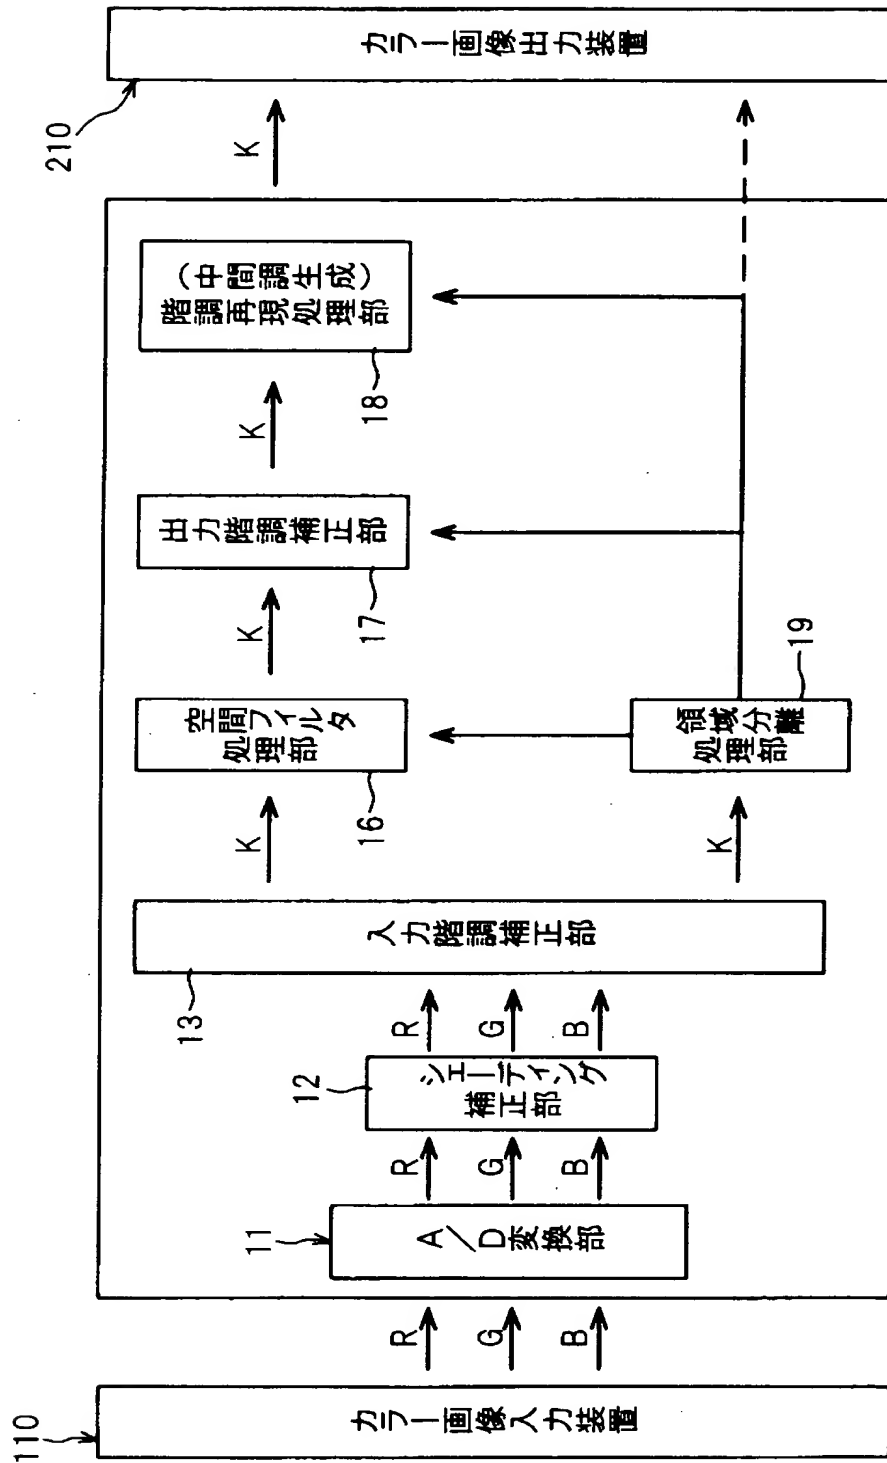 110
カラー画像入力装置
R
G
B
11
A／D変換部
R
G
B
12
シェーディング
補正部
R
G
B
13
入力階調補正部
K
K
16
空間フィルタ
処理部
19
領域分離
処理部
K
17
出力階調補正部
K
18
(中間調生成)
階調再現処理部
K
210
カラー画像出力装置